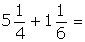 5 1/4 + 1 1/6 =